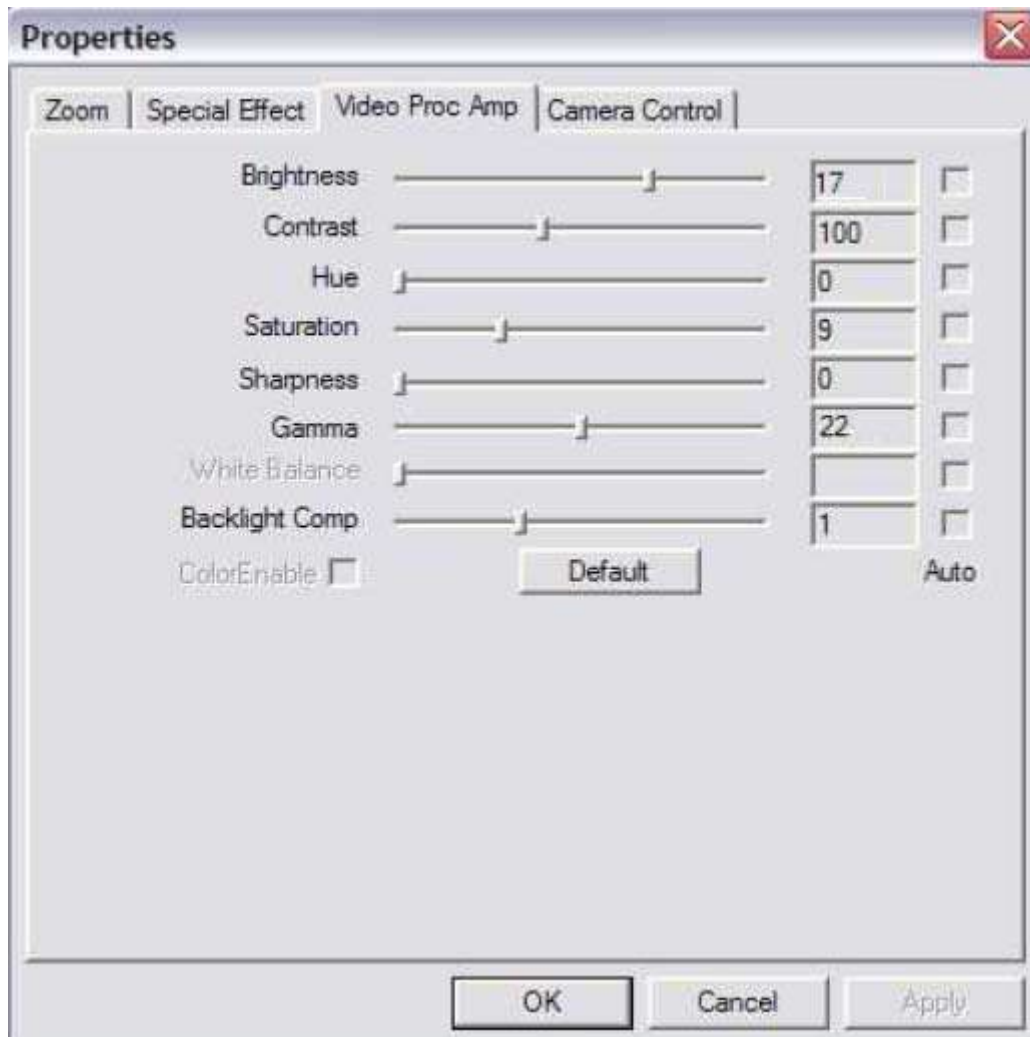 Properties
Zoom Special Effect Video Proc Amp Camera Control
Brightness 17
Contrast 100
Hue 0
Saturation 9
Sharpness 0
Gamma 22
White Balance
Backlight Comp 1
ColorEnable Default Auto
OK Cancel Apply